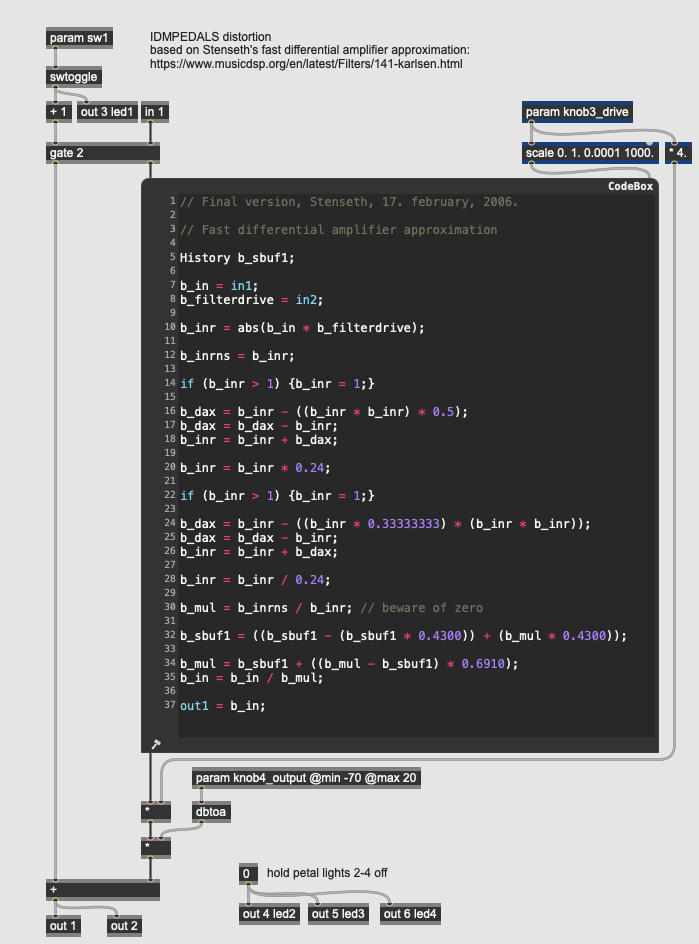 param sw1
IDMPEDALS distortion
based on Stenseth's fast differential amplifier approximation:
https://www.musicdsp.org/en/latest/Filters/141-karlsen.html
swtoggle
+ 1
out 3 led1
in 1
param knob3_drive
gate 2
scale 0. 1. 0.0001 1000.
* 4.
CodeBox
1 // Final version, Stenseth, 17. february, 2006.
2
3 // Fast differential amplifier approximation
4
5 History b_sbuf1;
6
7 b_in = in1;
8 b_filterdrive = in2;
9
10 b_inr = abs(b_in * b_filterdrive);
11
12 b_inrns = b_inr;
13
14 if (b_inr > 1) {b_inr = 1;}
15
16 b_dax = b_inr - ((b_inr * b_inr) * 0.5);
17 b_dax = b_dax - b_inr;
18 b_inr = b_inr + b_dax;
19
20 b_inr = b_inr * 0.24;
21
22 if (b_inr > 1) {b_inr = 1;}
23
24 b_dax = b_inr - ((b_inr * 0.33333333) * (b_inr * b_inr));
25 b_dax = b_dax - b_inr;
26 b_inr = b_inr + b_dax;
27
28 b_inr = b_inr / 0.24;
29
30 b_mul = b_inrns / b_inr; // beware of zero
31
32 b_sbuf1 = ((b_sbuf1 - (b_sbuf1 * 0.4300)) + (b_mul * 0.4300));
33
34 b_mul = b_sbuf1 + ((b_mul - b_sbuf1) * 0.6910);
35 b_in = b_in / b_mul;
36
37 out1 = b_in;
param knob4_output @min -70 @max 20
*
dbtoa
*
0
hold petal lights 2-4 off
+
out 4 led2
out 5 led3
out 6 led4
out 1
out 2